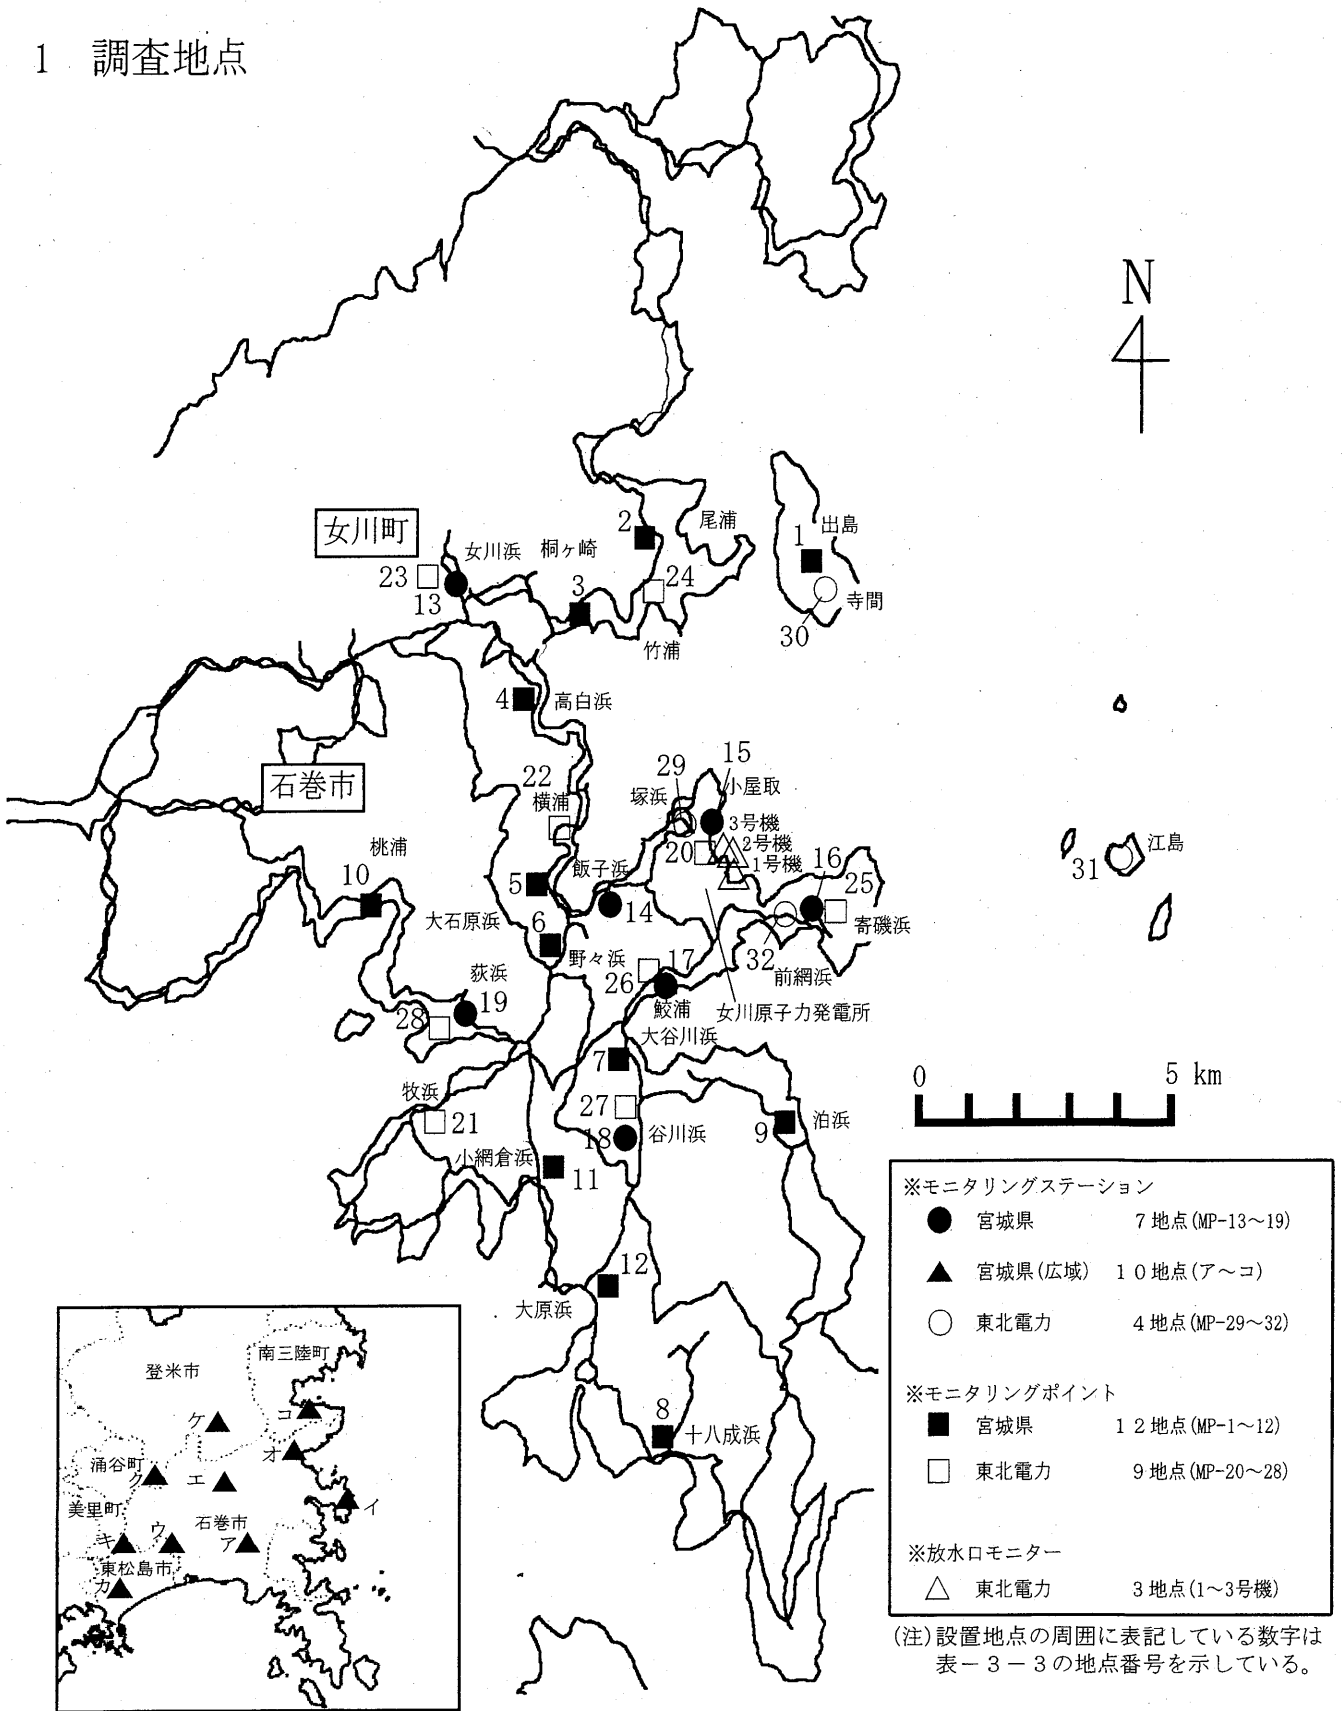 1 調査地点
N
女川町
女川浜
桐ヶ崎
2
尾浦
1
出島
23
13
3
24
寺間
30
竹浦
4
高白浜
石巻市
22
横浦
29
塚浜
15
小屋取
3号機
2号機
1号機
20
31
江島
桃浦
10
5
飯子浜
14
16
25
寄磯浜
大石原浜
6
野々浜
32
前網浜
荻浜
19
28
26
17
鮫浦
女川原子力発電所
大谷川浜
7
0 5 km
牧浜
21
27
18
谷川浜
9
泊浜
小網倉浜
11
12
大原浜
8
十八成浜
※モニタリングステーション
● 宮城県 7地点(MP-13～19)
▲ 宮城県(広域) 10地点(ア～コ)
○ 東北電力 4地点(MP-29～32)
※モニタリングポイント
■ 宮城県 12地点(MP-1～12)
□ 東北電力 9地点(MP-20～28)
※放水口モニター
△ 東北電力 3地点(1～3号機)
(注)設置地点の周囲に表記している数字は
表－3－3の地点番号を示している。
登米市
南三陸町
ケ
コ
オ
涌谷町
ク
エ
イ
美里町
キ
ウ
石巻市
ア
東松島市
カ